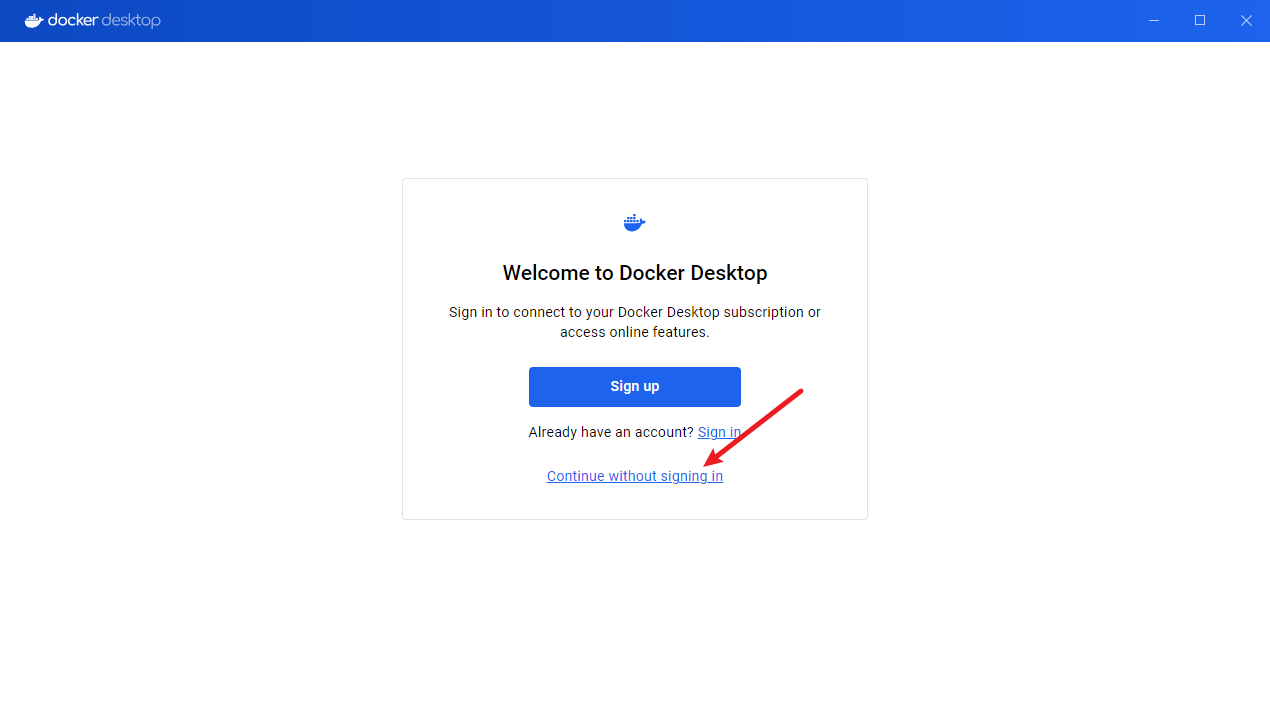 docker desktop
Welcome to Docker Desktop
Sign in to connect to your Docker Desktop subscription or
access online features.
Sign up
Already have an account? Sign in
Continue without signing in